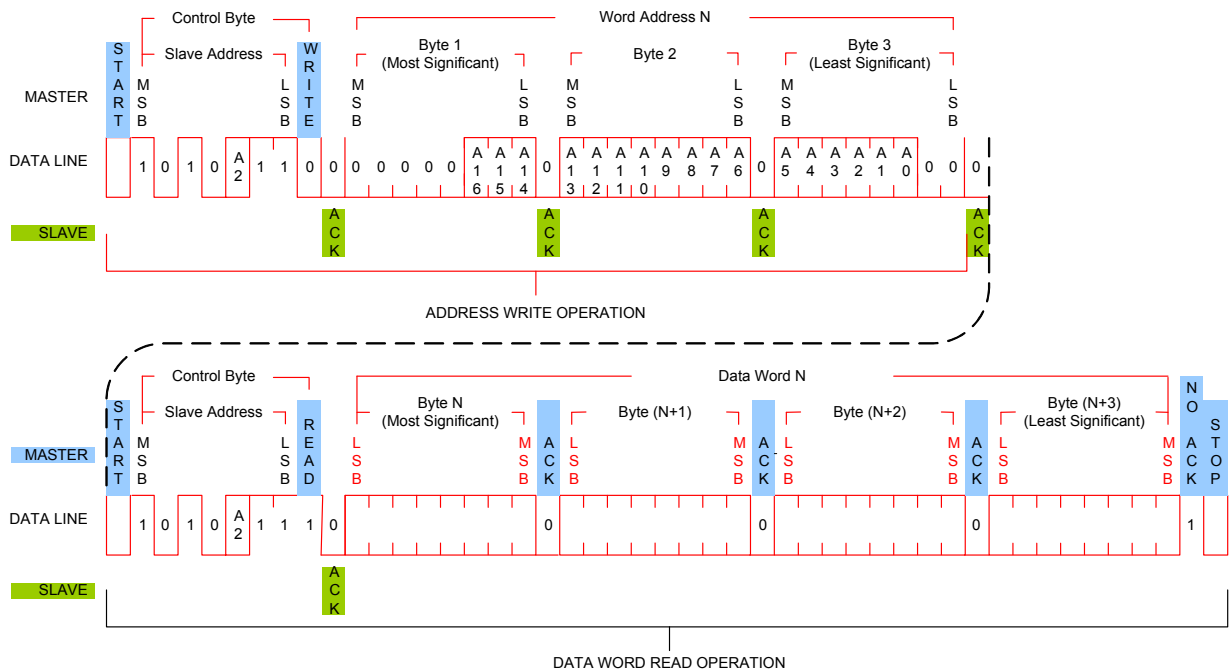 Control Byte
Word Address N
START
Slave Address
WRITE
Byte 1
(Most Significant)
Byte 2
Byte 3
(Least Significant)
MASTER
MSB LSB MSB LSB MSB LSB MSB LSB
DATA LINE 1 0 1 0 A2 1 1 0 0 0 0 0 0 0 A16 A15 A14 0 A13 A12 A11 A10 A9 A8 A7 A6 0 A5 A4 A3 A2 A1 A0 0 0 0
SLAVE ACK ACK ACK ACK
ADDRESS WRITE OPERATION
Control Byte
Data Word N
START
Slave Address
READ
Byte N
(Most Significant)
ACK
Byte (N+1)
ACK
Byte (N+2)
ACK
Byte (N+3)
(Least Significant)
NO ACK
STOP
MASTER
MSB LSB LSB MSB LSB MSB LSB MSB LSB MSB
DATA LINE 1 0 1 0 A2 1 1 1 0 0 0 0 1
SLAVE ACK
DATA WORD READ OPERATION